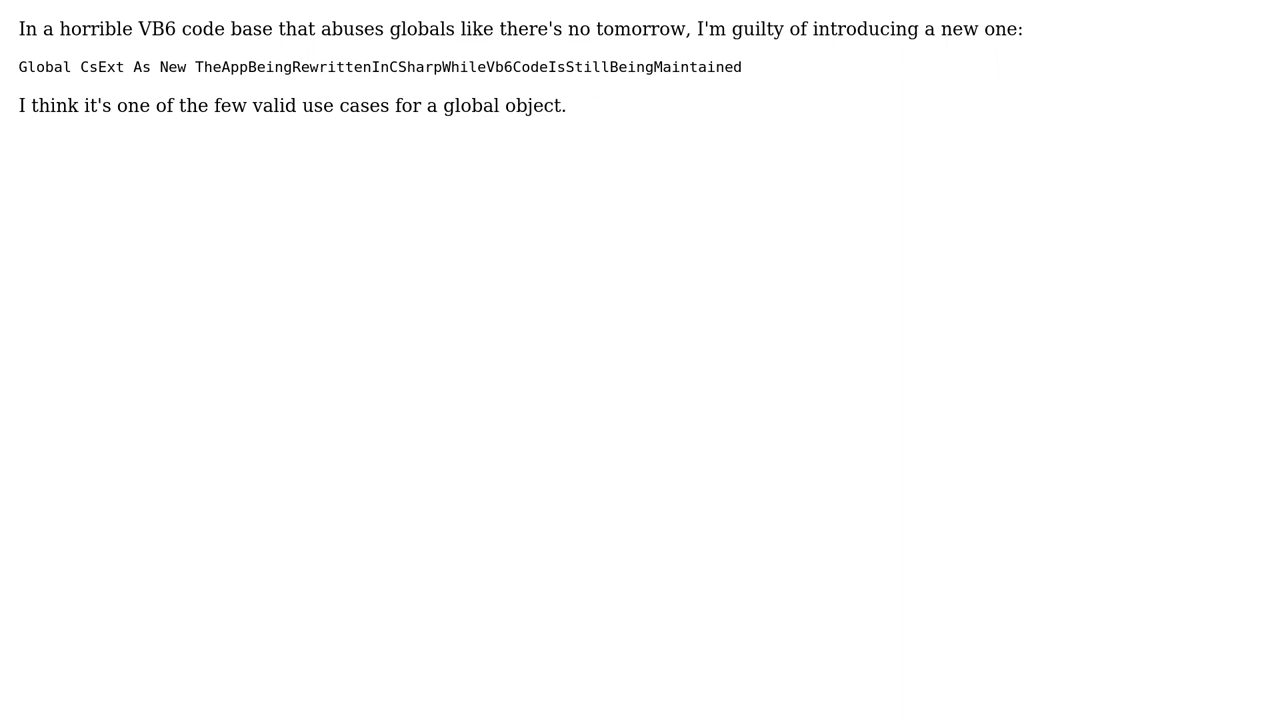 In a horrible VB6 code base that abuses globals like there's no tomorrow, I'm guilty of introducing a new one:
Global CsExt As New TheAppBeingRewrittenInCSharpWhileVb6CodeIsStillBeingMaintained
I think it's one of the few valid use cases for a global object.